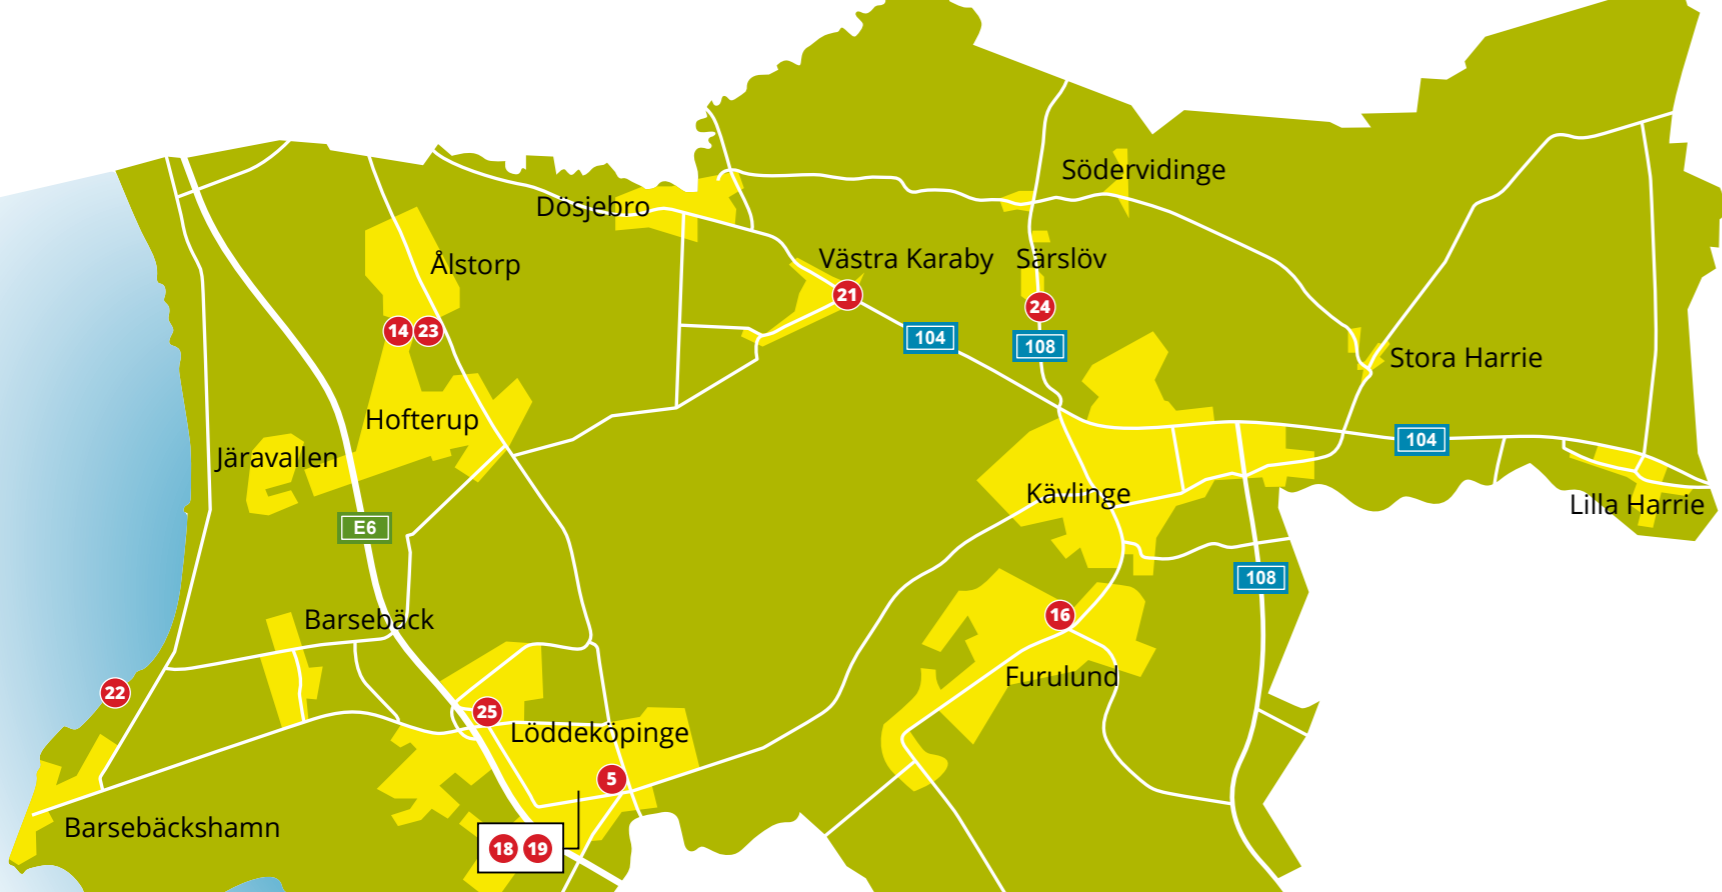 Södervidinge
Dösjebro
Västra Karaby
Särslöv
Ålstorp
21
24
14
23
104
108
Stora Harrie
Hofterup
104
Järavallen
Kävlinge
Lilla Harrie
E6
108
Barsebäck
16
Furulund
22
25
Löddeköpinge
5
Barsebäckshamn
18
19